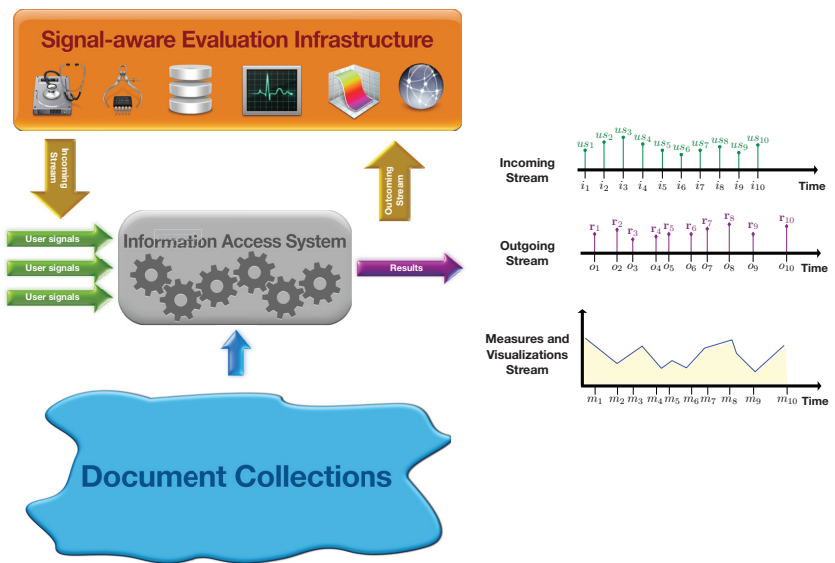 Signal-aware Evaluation Infrastructure
Incoming
Stream
Outcoming
Stream
User signals
User signals
User signals
Information Access System
Results
Document Collections
Incoming
Stream
us1 us2 us3 us4 us5 us6 us7 us8 us9 us10
i1 i2 i3 i4 i5 i6 i7 i8 i9 i10
Time
Outgoing
Stream
r1 r2 r3 r4 r5 r6 r7 r8 r9 r10
o1 o2 o3 o4 o5 o6 o7 o8 o9 o10
Time
Measures and
Visualizations
Stream
m1 m2 m3 m4 m5 m6 m7 m8 m9 m10
Time